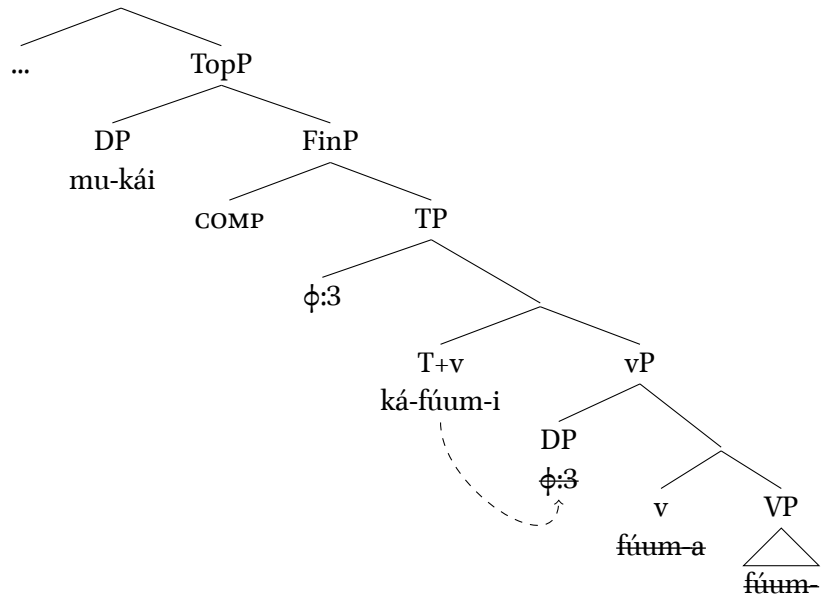 ... TopP
DP FinP
mu-kái
COMP TP
ϕ:3
T+v vP
ká-fúum-i
DP
ϕ:3
v VP
fúum-a
fúum-